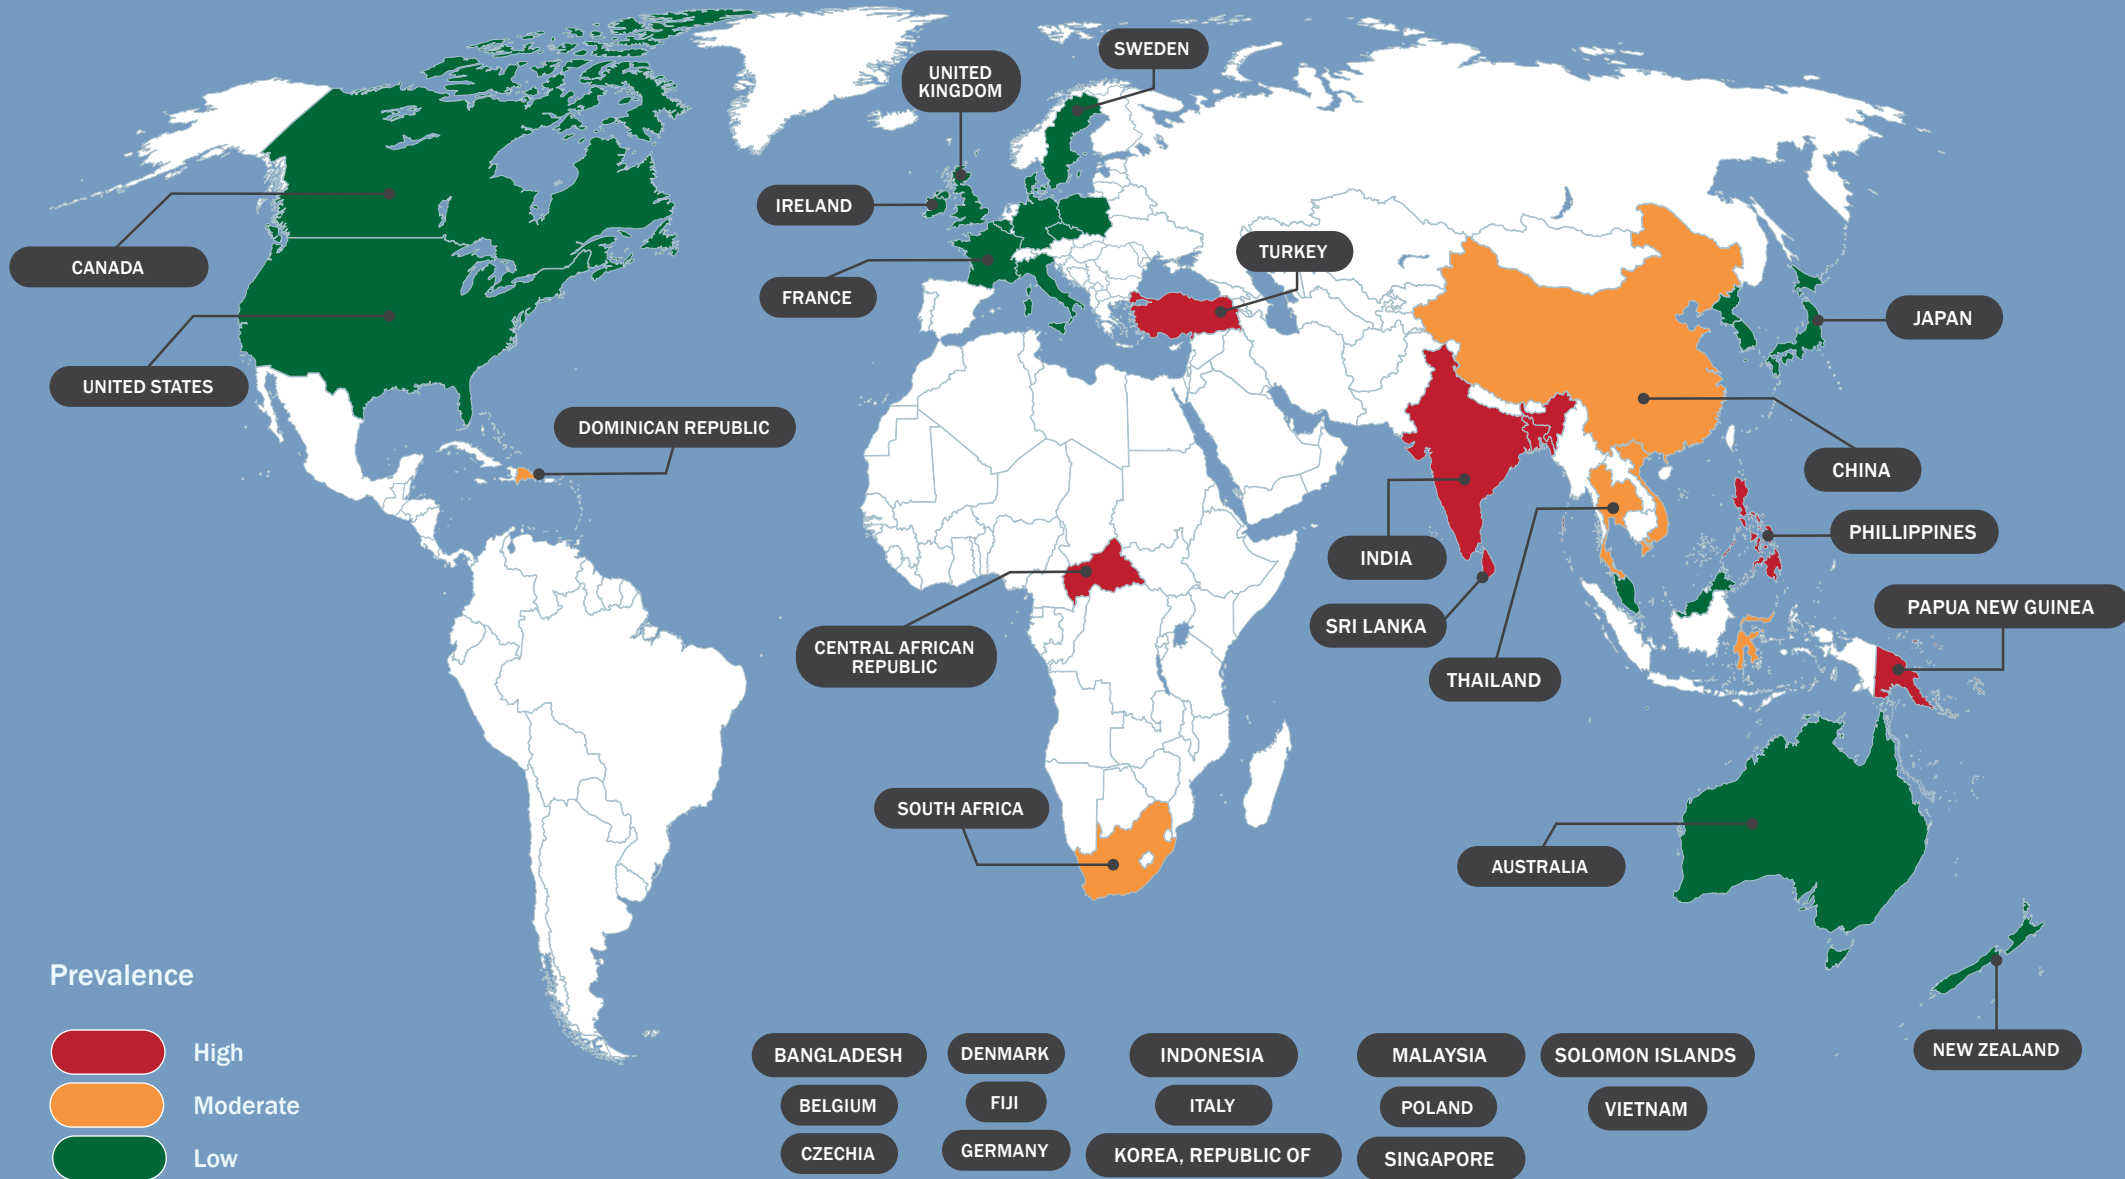 SWEDEN
UNITED
KINGDOM
IRELAND
TURKEY
CANADA
FRANCE
JAPAN
UNITED STATES
DOMINICAN REPUBLIC
CHINA
PHILLIPPINES
INDIA
PAPUA NEW GUINEA
SRI LANKA
CENTRAL AFRICAN
REPUBLIC
THAILAND
SOUTH AFRICA
AUSTRALIA
NEW ZEALAND
Prevalence
High
Moderate
Low
BANGLADESH
BELGIUM
CZECHIA
DENMARK
FIJI
GERMANY
INDONESIA
ITALY
KOREA, REPUBLIC OF
MALAYSIA
POLAND
SINGAPORE
SOLOMON ISLANDS
VIETNAM